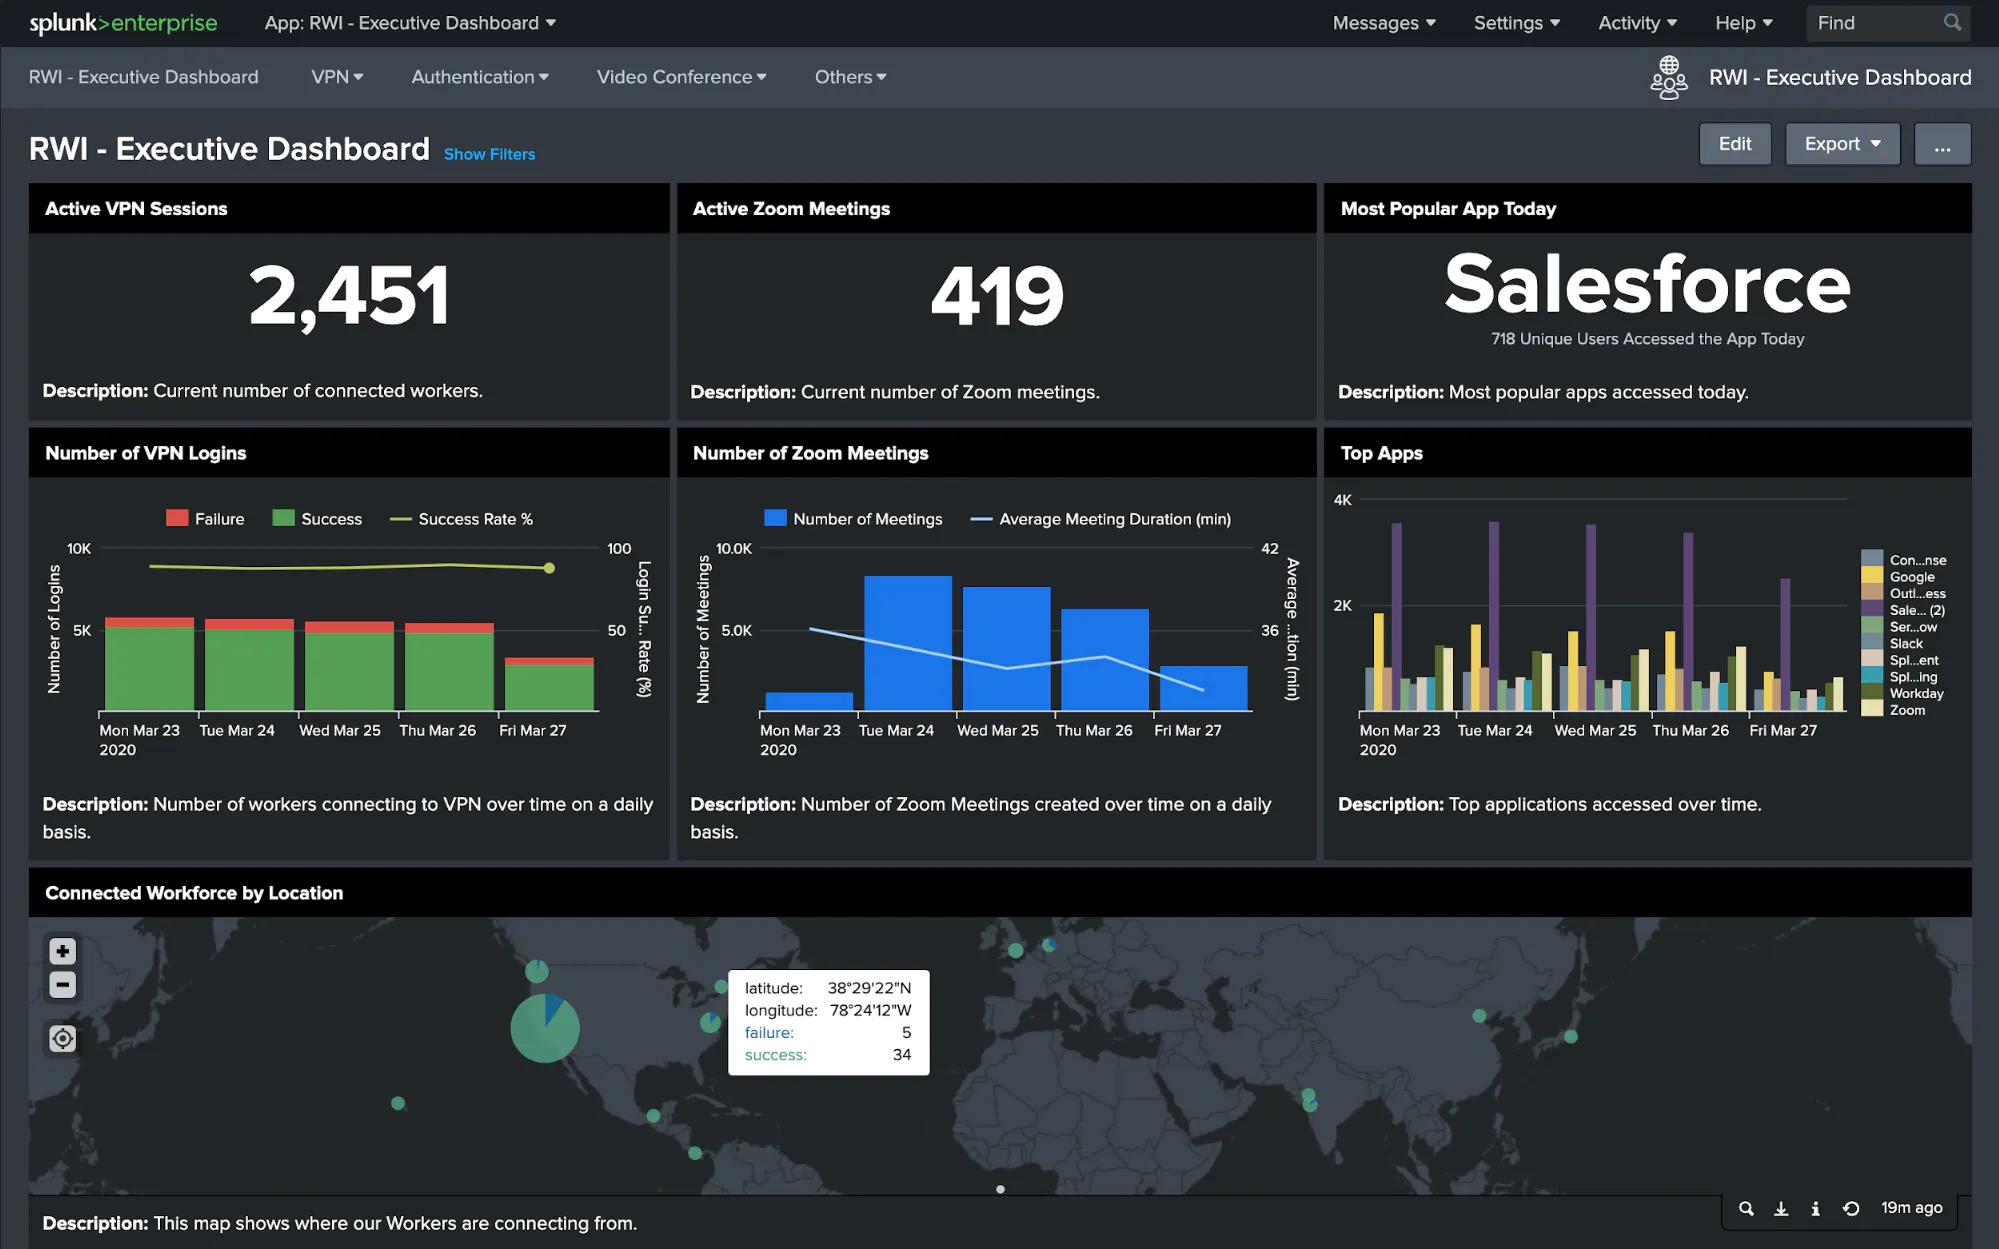 splunk>enterprise App: RWI - Executive Dashboard Messages Settings Activity Help Find
RWI - Executive Dashboard VPN Authentication Video Conference Others RWI - Executive Dashboard
RWI - Executive Dashboard Show Filters Edit Export ...
Active VPN Sessions
2,451
Description: Current number of connected workers.
Active Zoom Meetings
419
Description: Current number of Zoom meetings.
Most Popular App Today
Salesforce
718 Unique Users Accessed the App Today
Description: Most popular apps accessed today.
Number of VPN Logins
Failure Success Success Rate %
10K 100
5K 50
Number of Logins
Login Su... Rate (%)
Mon Mar 23 Tue Mar 24 Wed Mar 25 Thu Mar 26 Fri Mar 27
2020
Description: Number of workers connecting to VPN over time on a daily
basis.
Number of Zoom Meetings
Number of Meetings Average Meeting Duration (min)
10.0K 42
5.0K 36
Number of Meetings
Average ...tion (min)
Mon Mar 23 Tue Mar 24 Wed Mar 25 Thu Mar 26 Fri Mar 27
2020
Description: Number of Zoom Meetings created over time on a daily
basis.
Top Apps
4K
2K
Con...nse
Google
Outl...ess
Sale... (2)
Ser...ow
Slack
Spl...ent
Spl...ing
Workday
Zoom
Mon Mar 23 Tue Mar 24 Wed Mar 25 Thu Mar 26 Fri Mar 27
2020
Description: Top applications accessed over time.
Connected Workforce by Location
+
−
latitude: 38°29'22"N
longitude: 78°24'12"W
failure: 5
success: 34
19m ago
Description: This map shows where our Workers are connecting from.